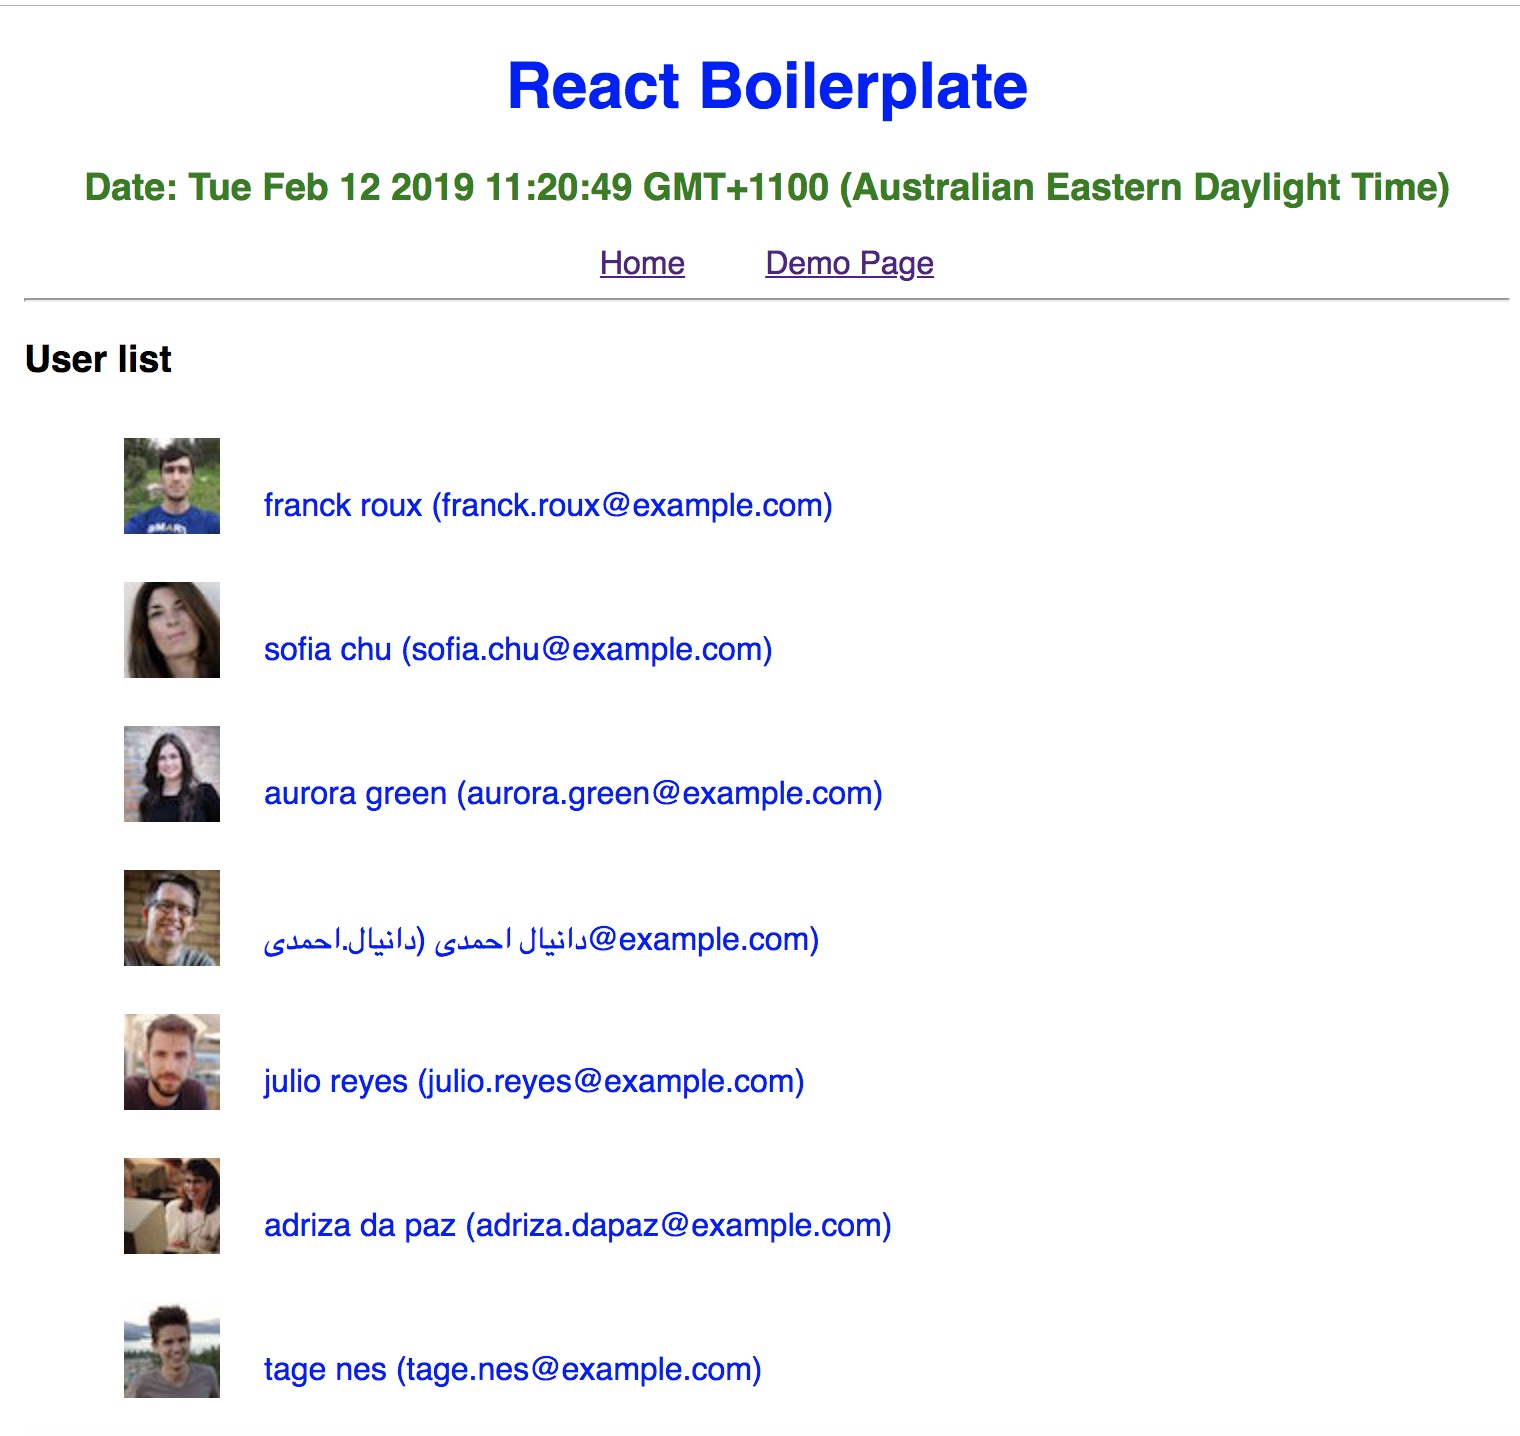 React Boilerplate
Date: Tue Feb 12 2019 11:20:49 GMT+1100 (Australian Eastern Daylight Time)
Home Demo Page
User list
SMART
franck roux (franck.roux@example.com)
sofia chu (sofia.chu@example.com)
aurora green (aurora.green@example.com)
دانیال احمدی (دانیال.احمدی@example.com)
julio reyes (julio.reyes@example.com)
adriza da paz (adriza.dapaz@example.com)
tage nes (tage.nes@example.com)